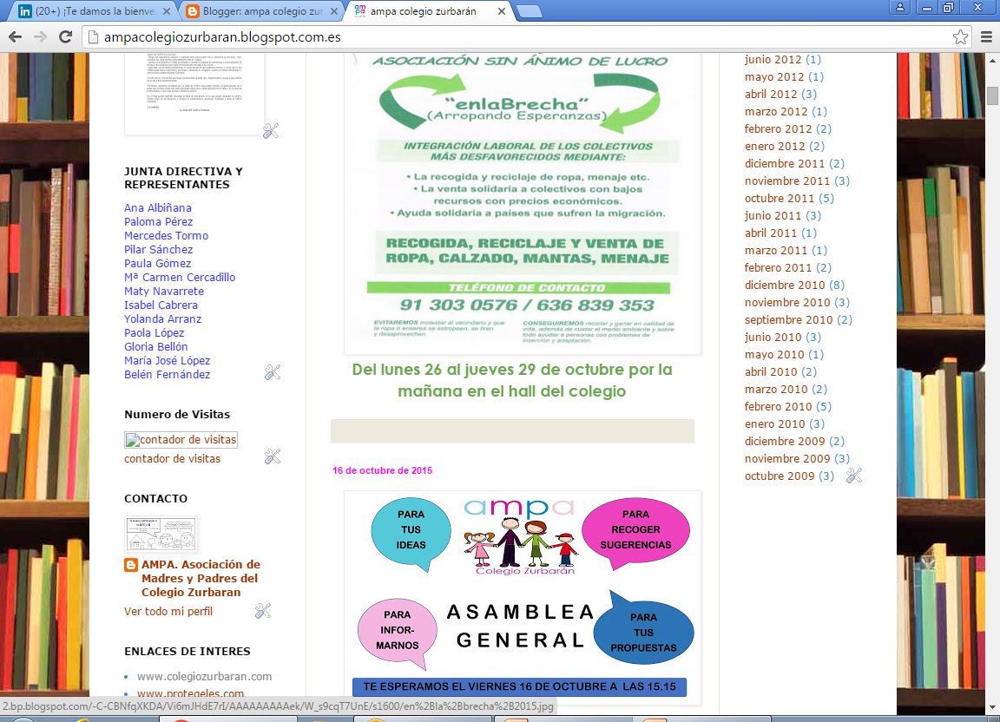 (20+) ¡Te damos la bienve
Blogger: ampa colegio zur
ampa colegio zurbarán
ampacolegiozurbaran.blogspot.com.es
JUNTA DIRECTIVA Y
REPRESENTANTES
Ana Albiñana
Paloma Pérez
Mercedes Tormo
Pilar Sánchez
Paula Gómez
Mª Carmen Cercadillo
Maty Navarrete
Isabel Cabrera
Yolanda Arranz
Paola López
Gloria Bellón
María José López
Belén Fernández
Numero de Visitas
contador de visitas
contador de visitas
CONTACTO
AMPA. Asociación de
Madres y Padres del
Colegio Zurbaran
Ver todo mi perfil
ENLACES DE INTERES
• www.colegiozurbaran.com
• www.protegeles.com
ASOCIACIÓN SIN ÁNIMO DE LUCRO
"enlaBrecha"
(Arropando Esperanzas)
INTEGRACIÓN LABORAL DE LOS COLECTIVOS
MÁS DESFAVORECIDOS MEDIANTE:
• La recogida y reciclaje de ropa, menaje etc.
• La venta solidaria a colectivos con bajos
recursos con precios económicos.
• Ayuda solidaria a países que sufren la migración.
RECOGIDA, RECICLAJE Y VENTA DE
ROPA, CALZADO, MANTAS, MENAJE
TELÉFONO DE CONTACTO
91 303 0576 / 636 839 353
EVITAREMOS molestar al vecindario y que
la ropa ó enseres se estropeen, se tiren
y desaprovechen
CONSEGUIREMOS reciclar y ganar en calidad de
vida, además de cuidar el medio ambiente y sobre
todo ayudar a personas con problemas de
inserción y adaptación.
Del lunes 26 al jueves 29 de octubre por la
mañana en el hall del colegio
16 de octubre de 2015
PARA
TUS
IDEAS
ampa
Colegio Zurbarán
PARA
RECOGER
SUGERENCIAS
PARA
INFOR-
MARNOS
ASAMBLEA
GENERAL
PARA
TUS
PROPUESTAS
TE ESPERAMOS EL VIERNES 16 DE OCTUBRE A LAS 15.15
junio 2012 (1)
mayo 2012 (1)
abril 2012 (3)
marzo 2012 (1)
febrero 2012 (2)
enero 2012 (2)
diciembre 2011 (2)
noviembre 2011 (3)
octubre 2011 (5)
junio 2011 (3)
abril 2011 (1)
marzo 2011 (1)
febrero 2011 (2)
diciembre 2010 (8)
noviembre 2010 (3)
septiembre 2010 (2)
junio 2010 (3)
mayo 2010 (1)
abril 2010 (2)
marzo 2010 (2)
febrero 2010 (5)
enero 2010 (3)
diciembre 2009 (2)
noviembre 2009 (3)
octubre 2009 (3)
2.bp.blogspot.com/-C-CBNfqXKDA/Vi6mJHdE7rI/AAAAAAAAAek/W_s9cqT7UnE/s1600/en%2Bla%2Bbrecha%2B2015.jpg